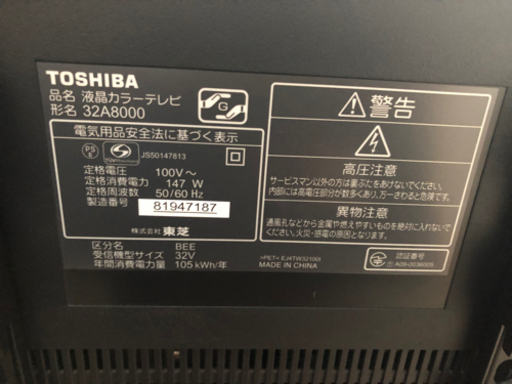 TOSHIBA
品名 液晶カラーテレビ
形名 32A8000
G
電気用品安全法に基づく表示
PS
E
JS50147813
定格電圧 100V～
定格消費電力 147 W
定格周波数 50/60 Hz
製造番号 81947187
株式会社 東芝
区分名 BEE
受信機型サイズ 32V
年間消費電力量 105 kWh/年
警告
高圧注意
サービスマン以外の方は裏ぶたをあけないでください。
内部には高電圧部分が数多くあり、万一さわると危険です。
異物注意
通風孔などから金属や燃えやすいものを絶対に入れないでください。火災・感電の原因となります。
>PET< EJ4TW32100I
MADE IN CHINA
認証番号
A08-0036005